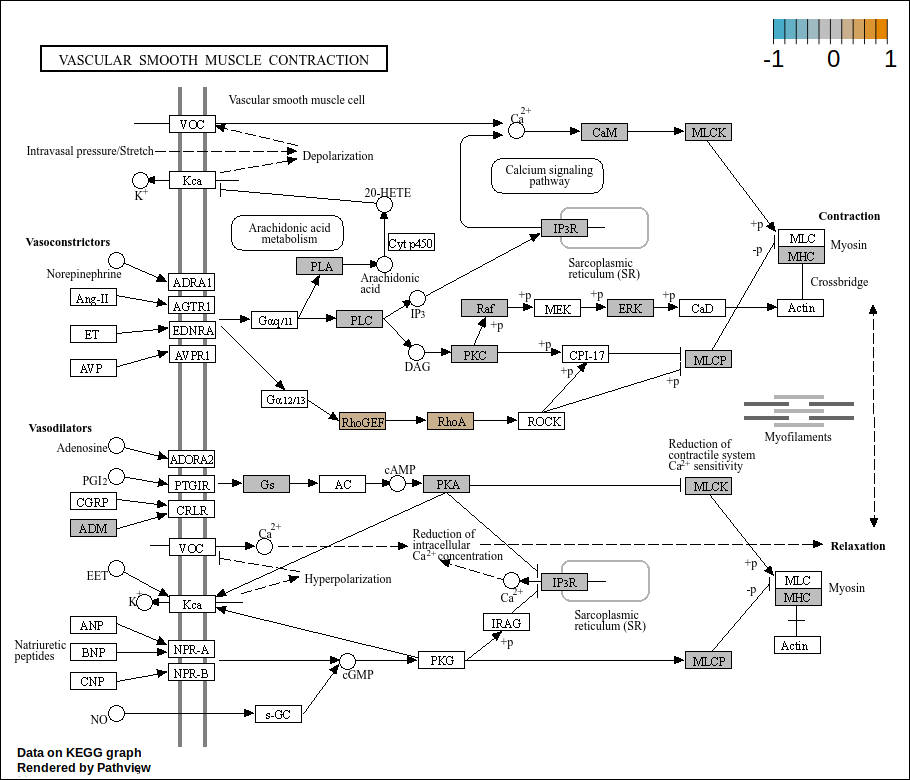 -1 0 1
VASCULAR SMOOTH MUSCLE CONTRACTION
Vascular smooth muscle cell
VOC
Ca2+
CaM
MLCK
Intravasal pressure/Stretch
Depolarization
Kca
K+
20-HETE
Calcium signaling
pathway
Arachidonic acid
metabolism
Cyt p450
IP3R
Sarcoplasmic
reticulum (SR)
+p
-p
MLC
MHC
Contraction
Myosin
Crossbridge
Actin
Vasoconstrictors
Norepinephrine
ADRA1
Ang-II
AGTR1
ET
EDNRA
AVP
AVPR1
PLA
Arachidonic
acid
Gαq/11
PLC
IP3
DAG
Raf
+p
MEK
+p
ERK
+p
CaD
+p
PKC
+p
CPI-17
+p
+p
MLCP
Gα12/13
RhoGEF
RhoA
ROCK
Myofilaments
Vasodilators
Adenosine
ADORA2
PGI2
PTGIR
CGRP
CRLR
ADM
Gs
AC
cAMP
PKA
Reduction of
contractile system
Ca2+ sensitivity
MLCK
VOC
Ca2+
Reduction of
intracellular
Ca2+ concentration
Relaxation
EET
Hyperpolarization
K+
Kca
Ca2+
IP3R
Sarcoplasmic
reticulum (SR)
+p
-p
MLC
MHC
Myosin
Actin
IRAG
+p
ANP
Natriuretic
peptides
BNP
CNP
NPR-A
NPR-B
cGMP
PKG
MLCP
NO
s-GC
Data on KEGG graph
Rendered by Pathview